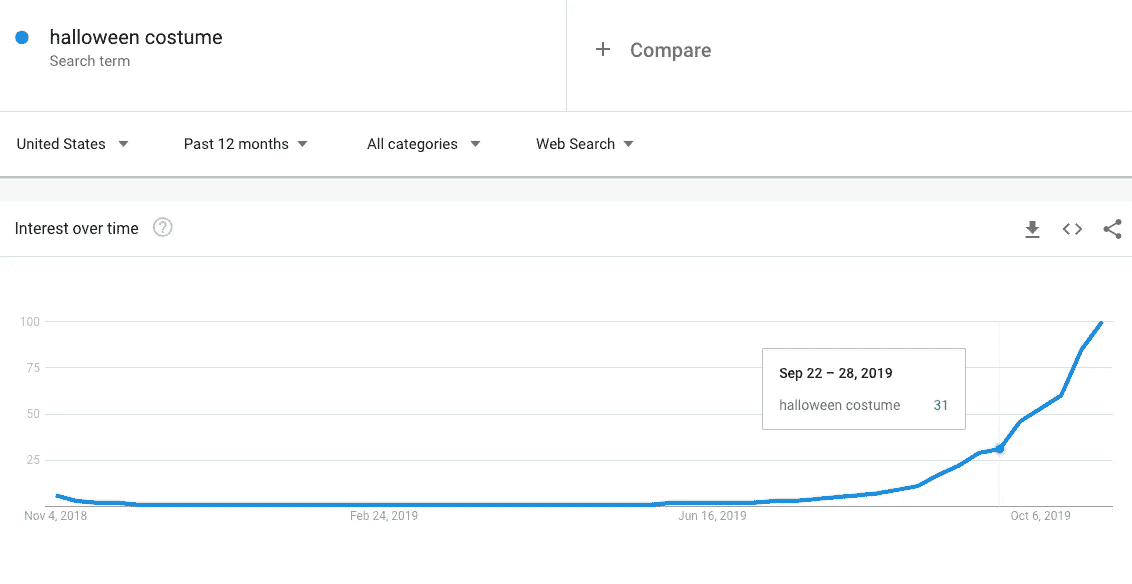 halloween costume
Search term
+ Compare
United States
Past 12 months
All categories
Web Search
Interest over time ?
100
75
50
25
Sep 22 – 28, 2019
halloween costume 31
Nov 4, 2018
Feb 24, 2019
Jun 16, 2019
Oct 6, 2019